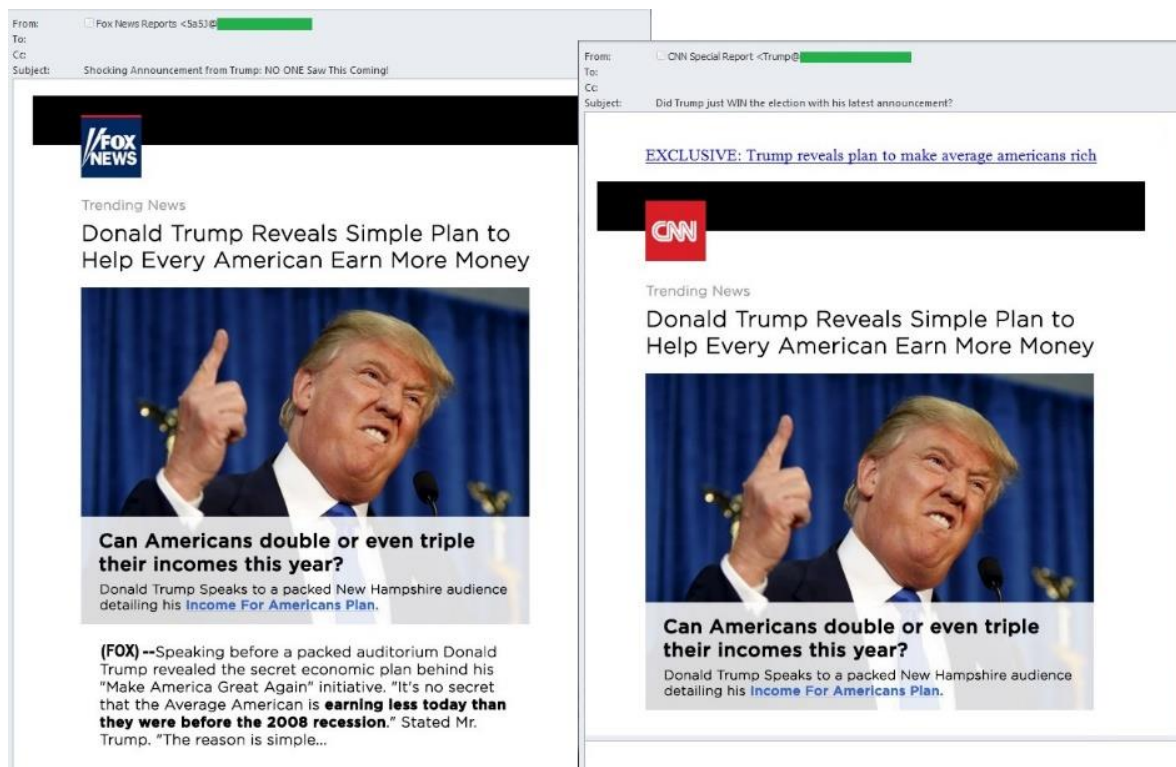 From: Fox News Reports <5a53@
To:
Cc:
Subject: Shocking Announcement from Trump: NO ONE Saw This Coming!
FOX
NEWS
Trending News
Donald Trump Reveals Simple Plan to
Help Every American Earn More Money
Can Americans double or even triple
their incomes this year?
Donald Trump Speaks to a packed New Hampshire audience
detailing his Income For Americans Plan.
(FOX) --Speaking before a packed auditorium Donald
Trump revealed the secret economic plan behind his
"Make America Great Again" initiative. "It's no secret
that the Average American is earning less today than
they were before the 2008 recession." Stated Mr.
Trump. "The reason is simple...
From: CNN Special Report <Trump@
To:
Cc:
Subject: Did Trump just WIN the election with his latest announcement?
EXCLUSIVE: Trump reveals plan to make average americans rich
CNN
Trending News
Donald Trump Reveals Simple Plan to
Help Every American Earn More Money
Can Americans double or even triple
their incomes this year?
Donald Trump Speaks to a packed New Hampshire audience
detailing his Income For Americans Plan.